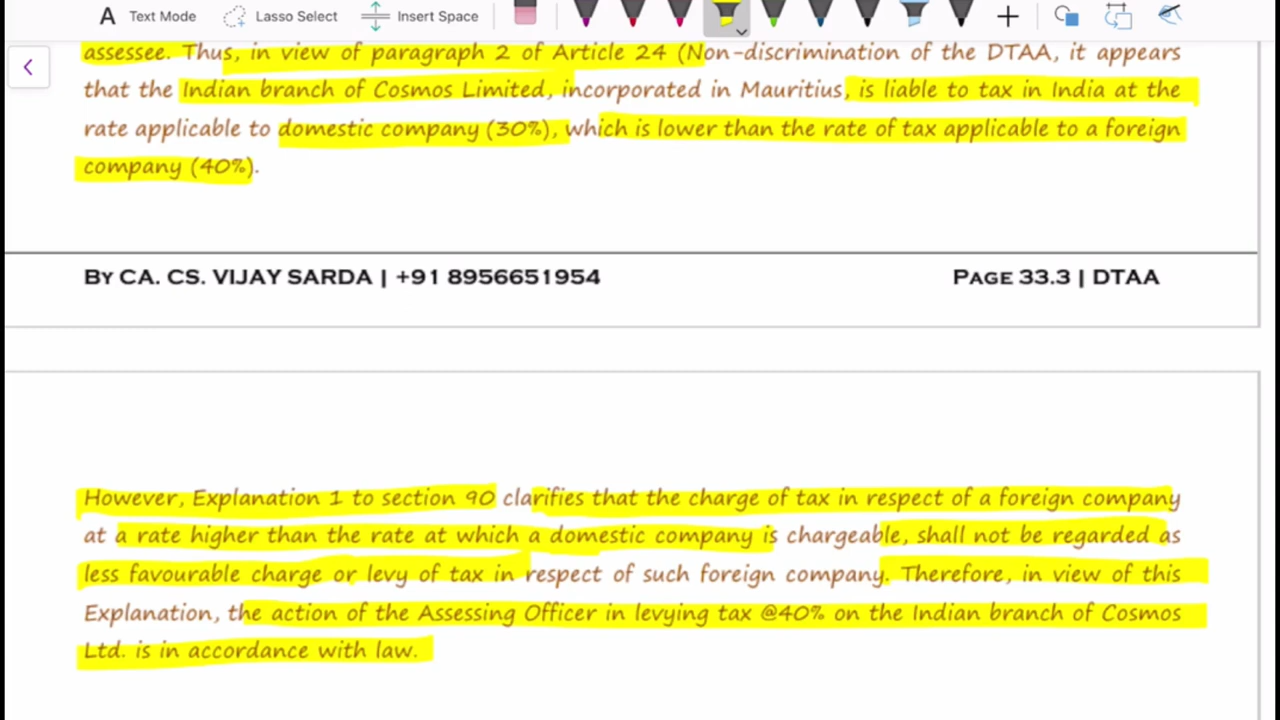 A Text Mode Lasso Select Insert Space
assessee. Thus, in view of paragraph 2 of Article 24 (Non-discrimination of the DTAA, it appears
that the Indian branch of Cosmos Limited, incorporated in Mauritius, is liable to tax in India at the
rate applicable to domestic company (30%), which is lower than the rate of tax applicable to a foreign
company (40%).
BY CA. CS. VIJAY SARDA | +91 8956651954 PAGE 33.3 | DTAA
However, Explanation 1 to section 90 clarifies that the charge of tax in respect of a foreign company
at a rate higher than the rate at which a domestic company is chargeable, shall not be regarded as
less favourable charge or levy of tax in respect of such foreign company. Therefore, in view of this
Explanation, the action of the Assessing Officer in levying tax @40% on the Indian branch of Cosmos
Ltd. is in accordance with law.